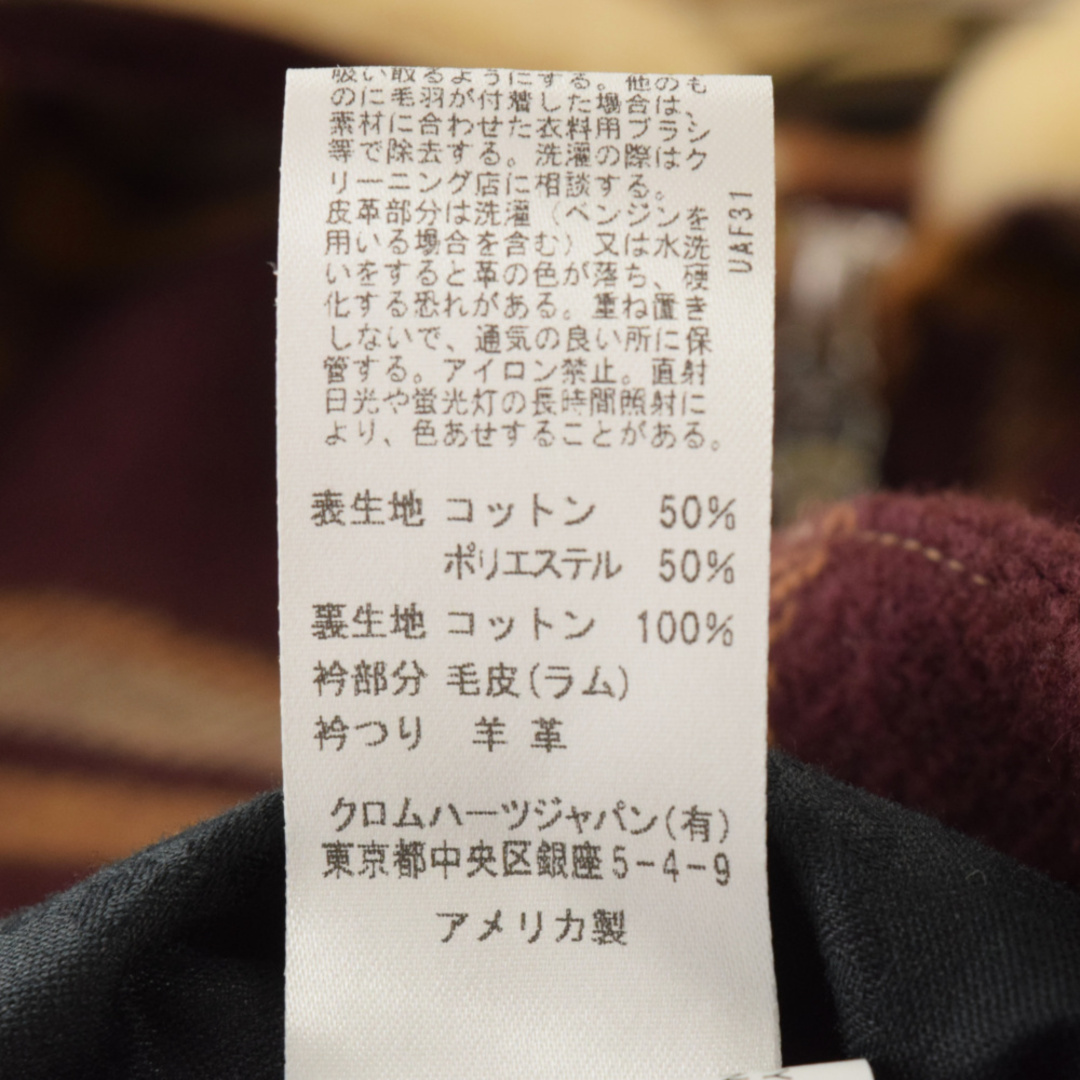 吸い取るようにする。他のも
のに毛羽が付着した場合は、
素材に合わせた衣料用ブラシ
等で除去する。洗濯の際はク
リーニング店に相談する。
皮革部分は洗濯（ベンジンを
用いる場合を含む）又は水洗
いをすると革の色が落ち、硬
化する恐れがある。重ね置き
しないで、通気の良い所に保
管する。アイロン禁止。直射
日光や蛍光灯の長時間照射に
より、色あせすることがある。
UAF31
表生地 コットン 50%
ポリエステル 50%
裏生地 コットン 100%
衿部分 毛皮(ラム)
衿つり 羊革
クロムハーツジャパン(有)
東京都中央区銀座5-4-9
アメリカ製